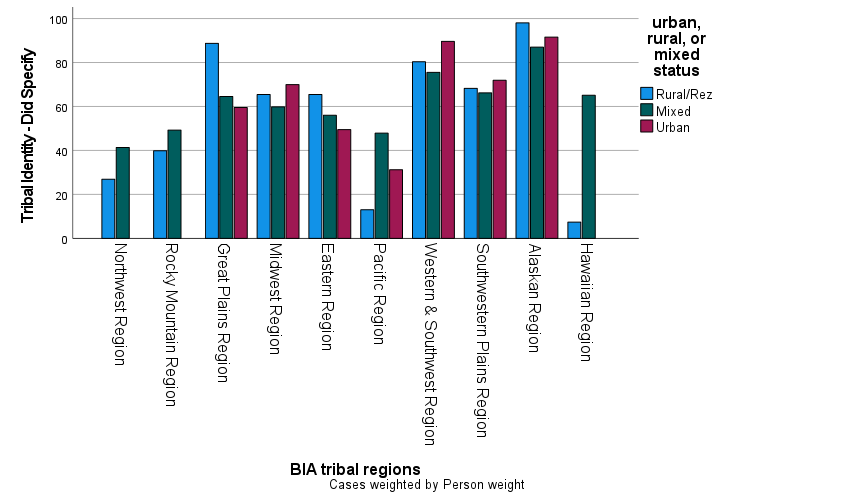 100
80
60
40
20
0
Tribal Identity - Did Specify
Northwest Region
Rocky Mountain Region
Great Plains Region
Midwest Region
Eastern Region
Pacific Region
Western & Southwest Region
Southwestern Plains Region
Alaskan Region
Hawaiian Region
BIA tribal regions
Cases weighted by Person weight
urban,
rural, or
mixed
status
Rural/Rez
Mixed
Urban